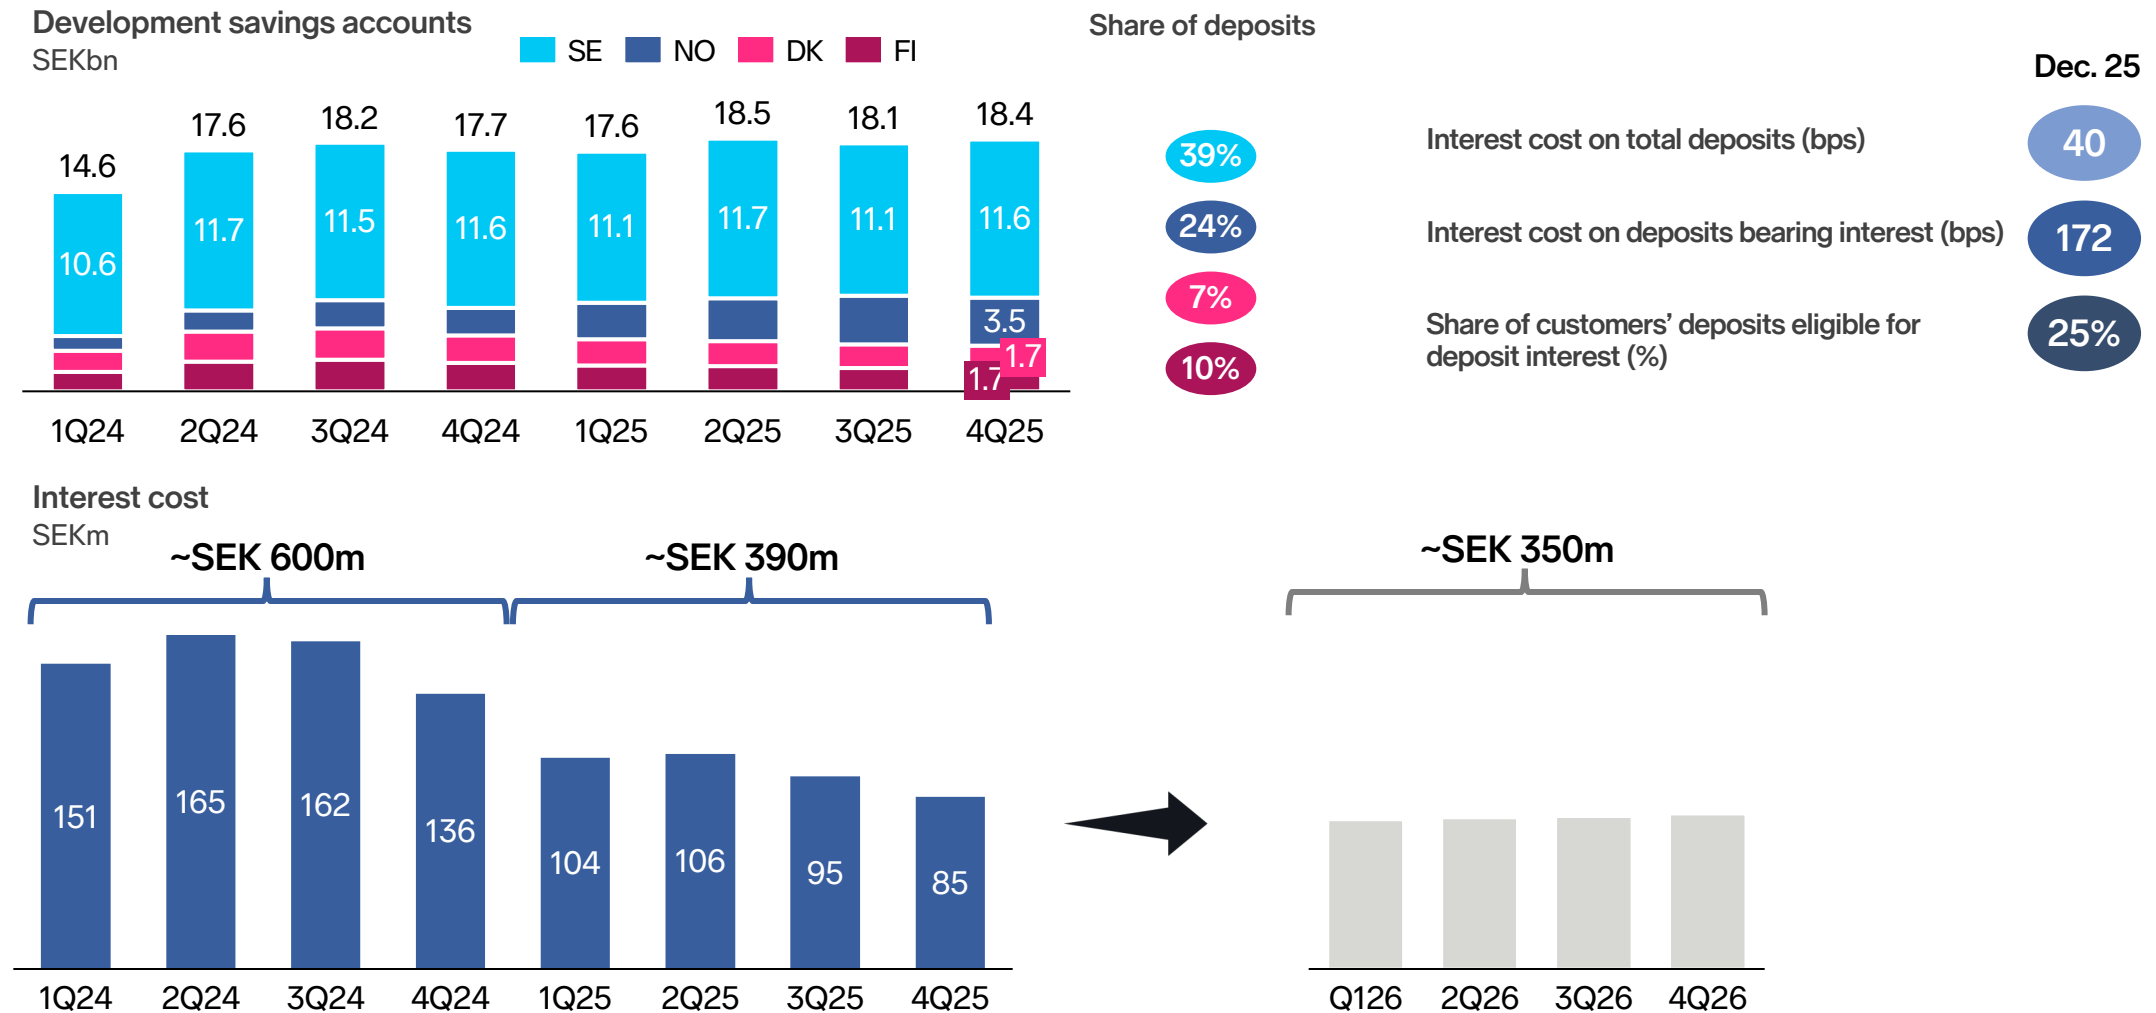 Development savings accounts
SEKbn
SE NO DK FI
14.6 17.6 18.2 17.7 17.6 18.5 18.1 18.4
10.6 11.7 11.5 11.6 11.1 11.7 11.1 11.6
3.5
1.7
1.7
1Q24 2Q24 3Q24 4Q24 1Q25 2Q25 3Q25 4Q25
Share of deposits
39%
24%
7%
10%
Dec. 25
Interest cost on total deposits (bps) 40
Interest cost on deposits bearing interest (bps) 172
Share of customers’ deposits eligible for
deposit interest (%)
25%
Interest cost
SEKm
~SEK 600m ~SEK 390m ~SEK 350m
151 165 162 136 104 106 95 85
1Q24 2Q24 3Q24 4Q24 1Q25 2Q25 3Q25 4Q25
Q126 2Q26 3Q26 4Q26